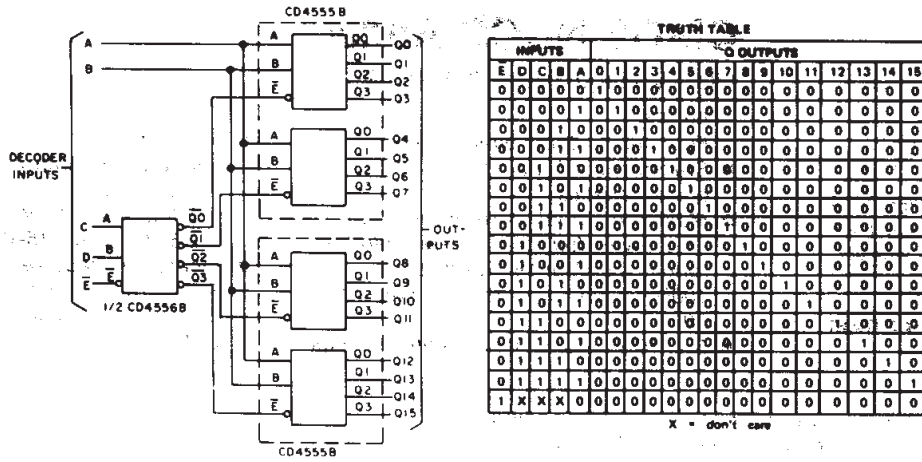 CD4555B
A
B
A
B
E̅
Q0
Q1
Q2
Q3
Q0
Q1
Q2
Q3
A
B
E̅
Q0
Q1
Q2
Q3
Q4
Q5
Q6
Q7
DECODER
INPUTS
C
D
E̅
A
B
E̅
Q̅0̅
Q̅1̅
Q̅2̅
Q̅3̅
1/2 CD4556B
OUT-
PUTS
A
B
E̅
Q0
Q1
Q2
Q3
Q8
Q9
Q10
Q11
A
B
E̅
Q0
Q1
Q2
Q3
Q12
Q13
Q14
Q15
CD4555B
TRUTH TABLE
INPUTS Q OUTPUTS
E̅ D C B A 0 1 2 3 4 5 6 7 8 9 10 11 12 13 14 15
0 0 0 0 0 1 0 0 0 0 0 0 0 0 0 0 0 0 0 0 0
0 0 0 0 1 0 1 0 0 0 0 0 0 0 0 0 0 0 0 0 0
0 0 0 1 0 0 0 1 0 0 0 0 0 0 0 0 0 0 0 0 0
0 0 0 1 1 0 0 0 1 0 0 0 0 0 0 0 0 0 0 0 0
0 0 1 0 0 0 0 0 0 1 0 0 0 0 0 0 0 0 0 0 0
0 0 1 0 1 0 0 0 0 0 1 0 0 0 0 0 0 0 0 0 0
0 0 1 1 0 0 0 0 0 0 0 1 0 0 0 0 0 0 0 0 0
0 0 1 1 1 0 0 0 0 0 0 0 1 0 0 0 0 0 0 0 0
0 1 0 0 0 0 0 0 0 0 0 0 0 1 0 0 0 0 0 0 0
0 1 0 0 1 0 0 0 0 0 0 0 0 0 1 0 0 0 0 0 0
0 1 0 1 0 0 0 0 0 0 0 0 0 0 0 1 0 0 0 0 0
0 1 0 1 1 0 0 0 0 0 0 0 0 0 0 0 1 0 0 0 0
0 1 1 0 0 0 0 0 0 0 0 0 0 0 0 0 0 1 0 0 0
0 1 1 0 1 0 0 0 0 0 0 0 0 0 0 0 0 0 1 0 0
0 1 1 1 0 0 0 0 0 0 0 0 0 0 0 0 0 0 0 1 0
0 1 1 1 1 0 0 0 0 0 0 0 0 0 0 0 0 0 0 0 1
1 X X X 0 0 0 0 0 0 0 0 0 0 0 0 0 0 0 0
X = don't care